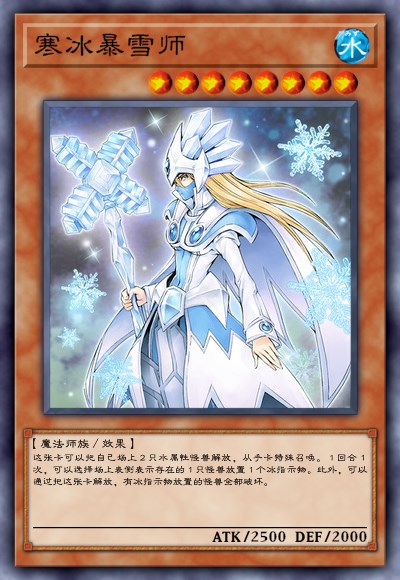 寒冰暴雪师
水
【魔法师族／效果】
这张卡可以把自己场上２只水属性怪兽解放，从手卡特殊召唤。１回合１
次，可以选择场上表侧表示存在的１只怪兽放置１个冰指示物。此外，可以
通过把这张卡解放，有冰指示物放置的怪兽全部破坏。
ATK/2500 DEF/2000